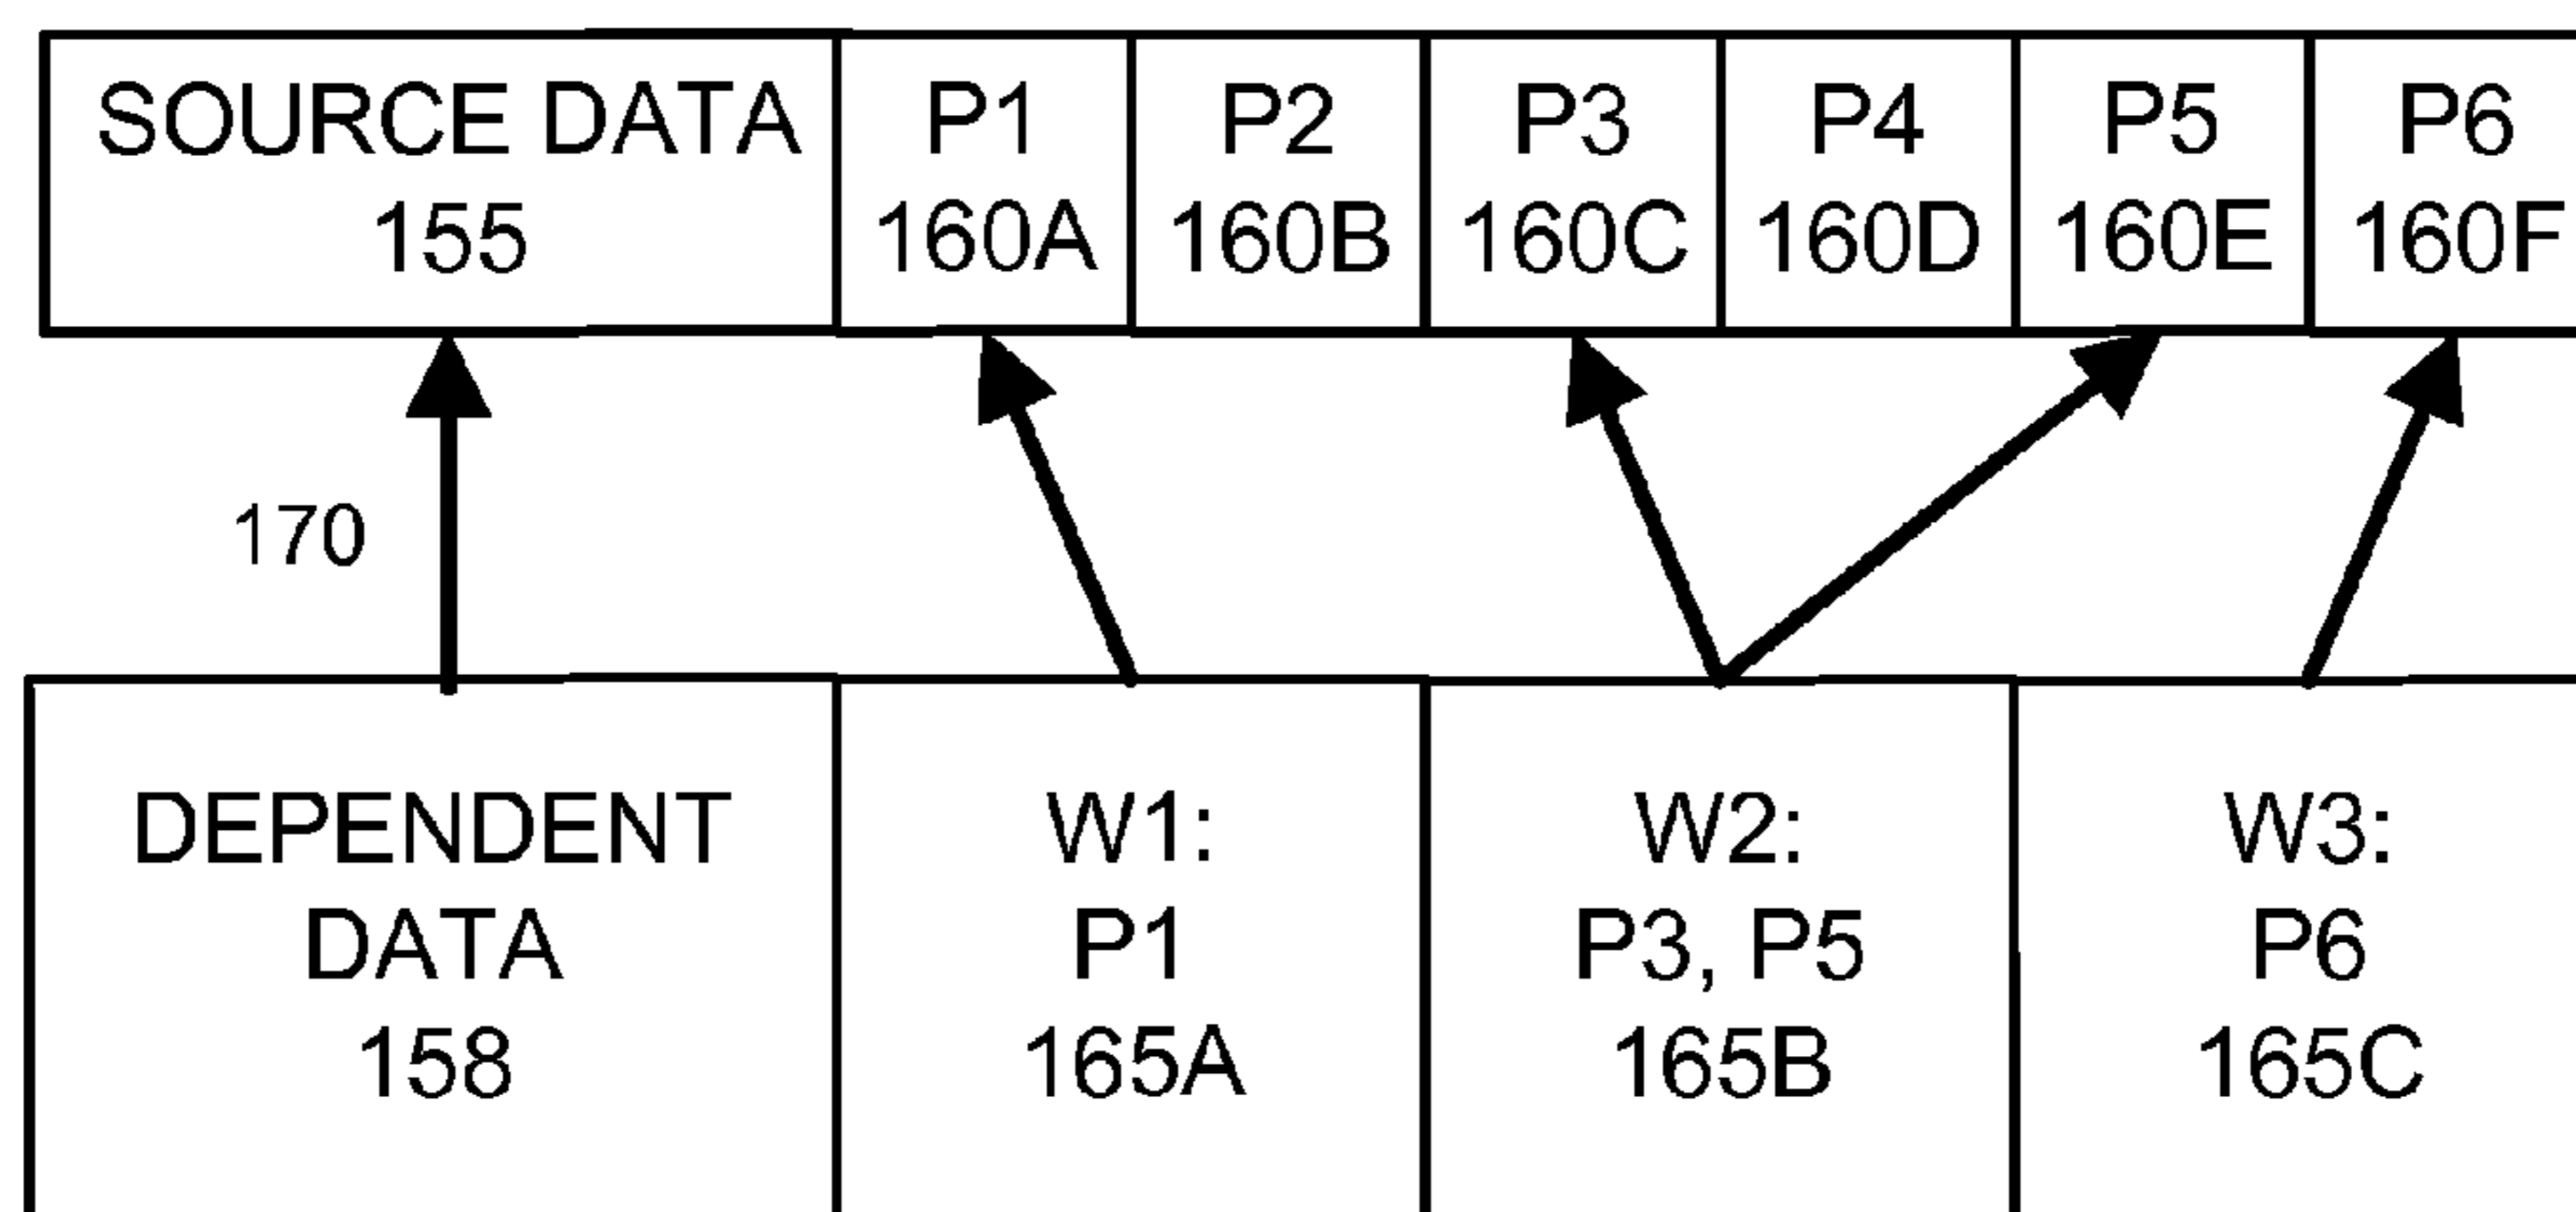 SOURCE DATA P1 P2 P3 P4 P5 P6
155 160A 160B 160C 160D 160E 160F
170
DEPENDENT W1: W2: W3:
DATA P1 P3, P5 P6
158 165A 165B 165C